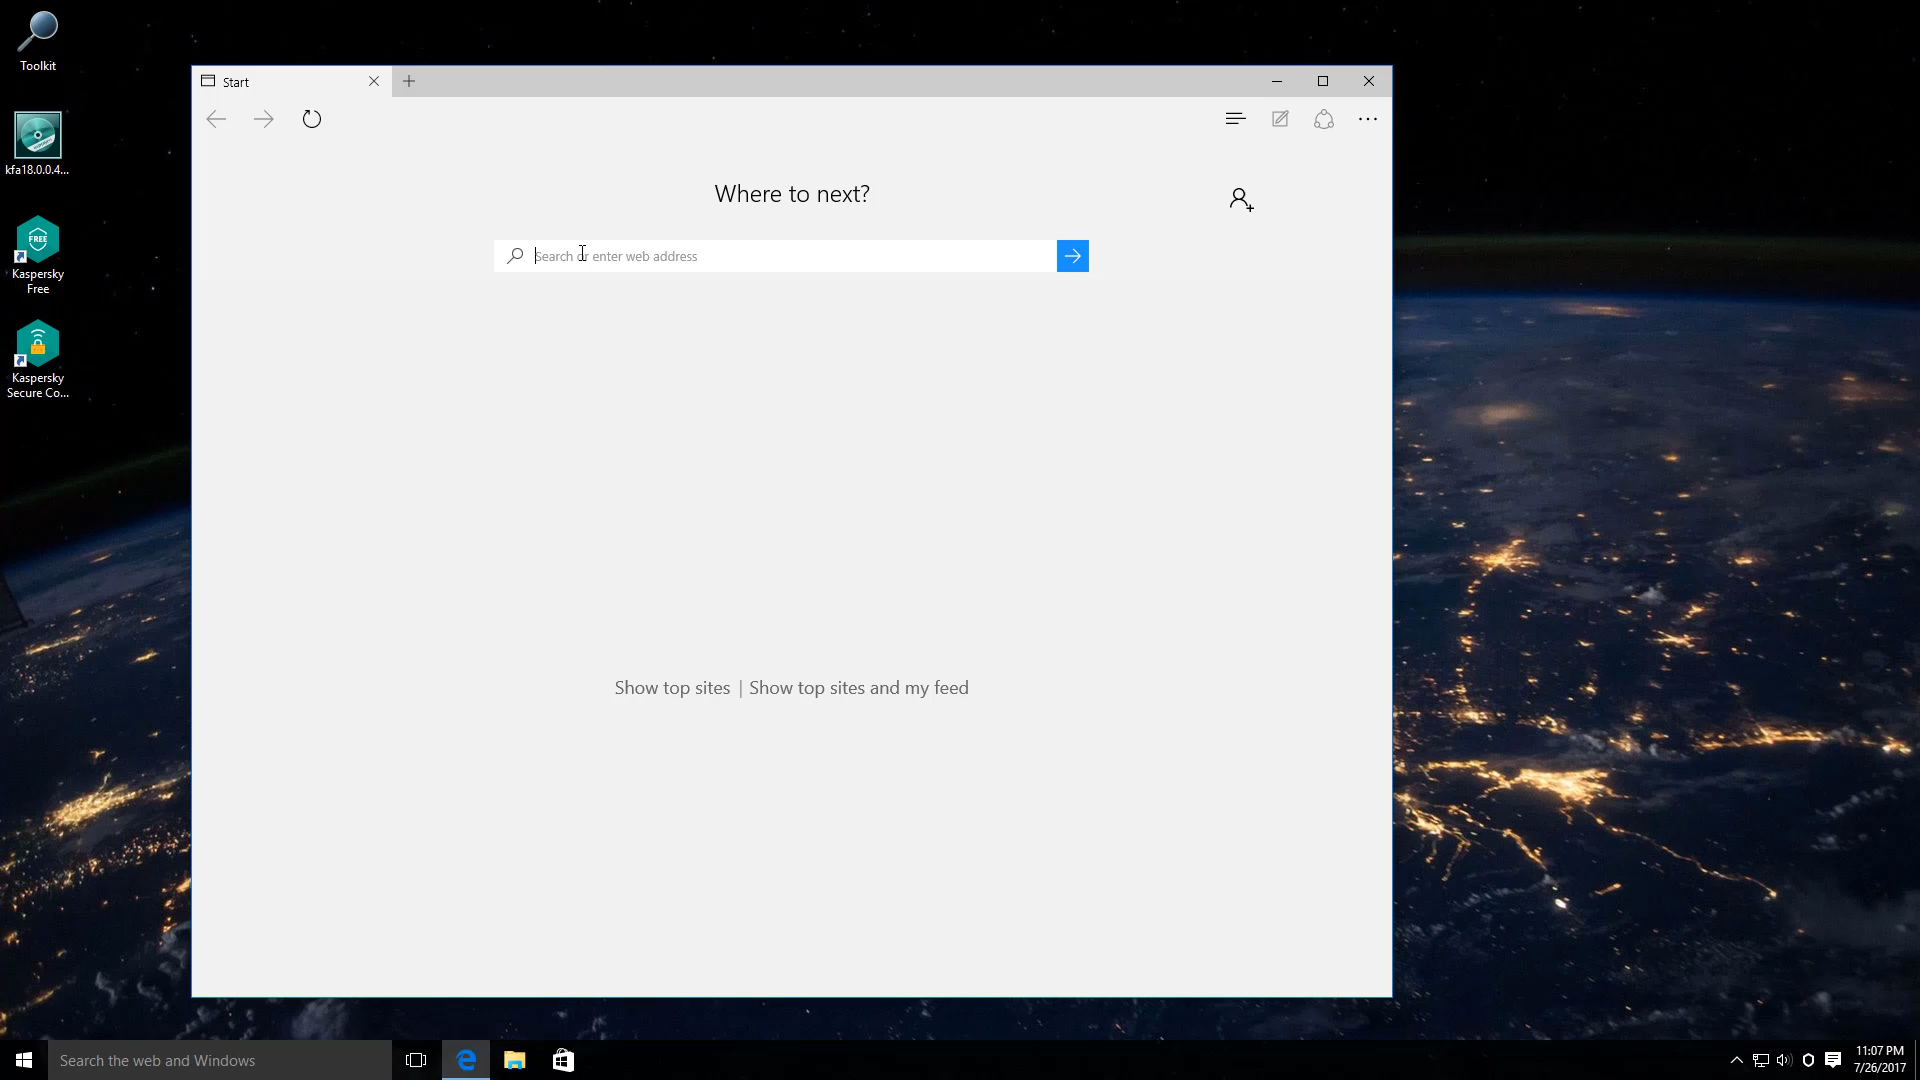 Toolkit
kfa18.0.0.4...
FREE
Kaspersky
Free
Kaspersky
Secure Co...
Start
Where to next?
Search or enter web address
Show top sites | Show top sites and my feed
Search the web and Windows
11:07 PM
7/26/2017